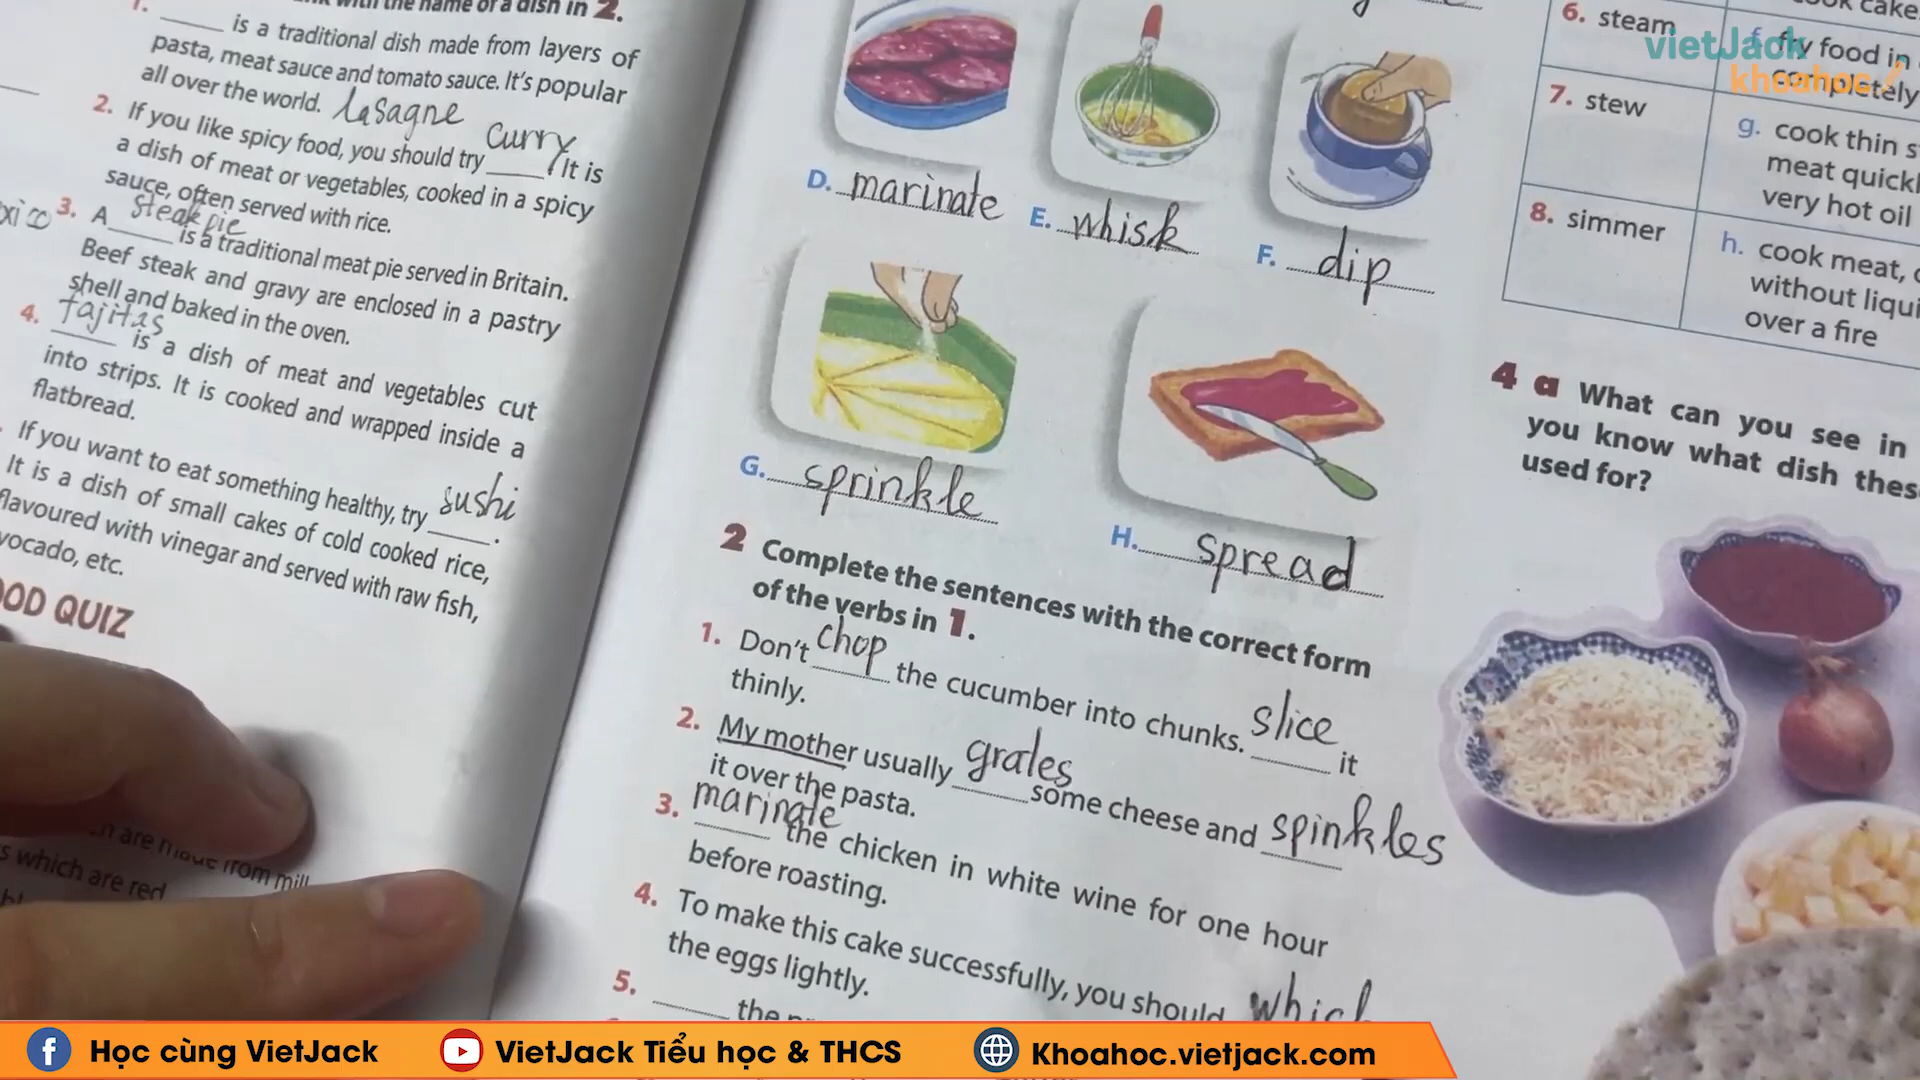 is a traditional dish made from layers of
pasta, meat sauce and tomato sauce. It's popular
all over the world. lasagne
2. If you like spicy food, you should try curry. It is
a dish of meat or vegetables, cooked in a spicy
sauce, often served with rice.
3. A steak pie is a traditional meat pie served in Britain.
Beef steak and gravy are enclosed in a pastry
shell and baked in the oven.
4. fajitas is a dish of meat and vegetables cut
into strips. It is cooked and wrapped inside a
flatbread.
If you want to eat something healthy, try sushi.
It is a dish of small cakes of cold cooked rice,
flavoured with vinegar and served with raw fish,
etc.
QUIZ
s which are red
D. marinate
E. whisk
F. dip
G. sprinkle
H. spread
2 Complete the sentences with the correct form
of the verbs in 1.
1. Don't chop the cucumber into chunks. slice it
thinly.
2. My mother usually grates some cheese and spinkles
it over the pasta.
3. marinate the chicken in white wine for one hour
before roasting.
4. To make this cake successfully, you should
the eggs lightly.
5. the
6. steam
7. stew
8. simmer
food in
completely
g. cook thin
meat
very hot oil
h. cook meat,
without
over a fire
4 a What can you see in
you know what dish
used for?
vietJack
khoahoc
Học cùng VietJack
VietJack Tiểu học & THCS
Khoahoc.vietjack.com